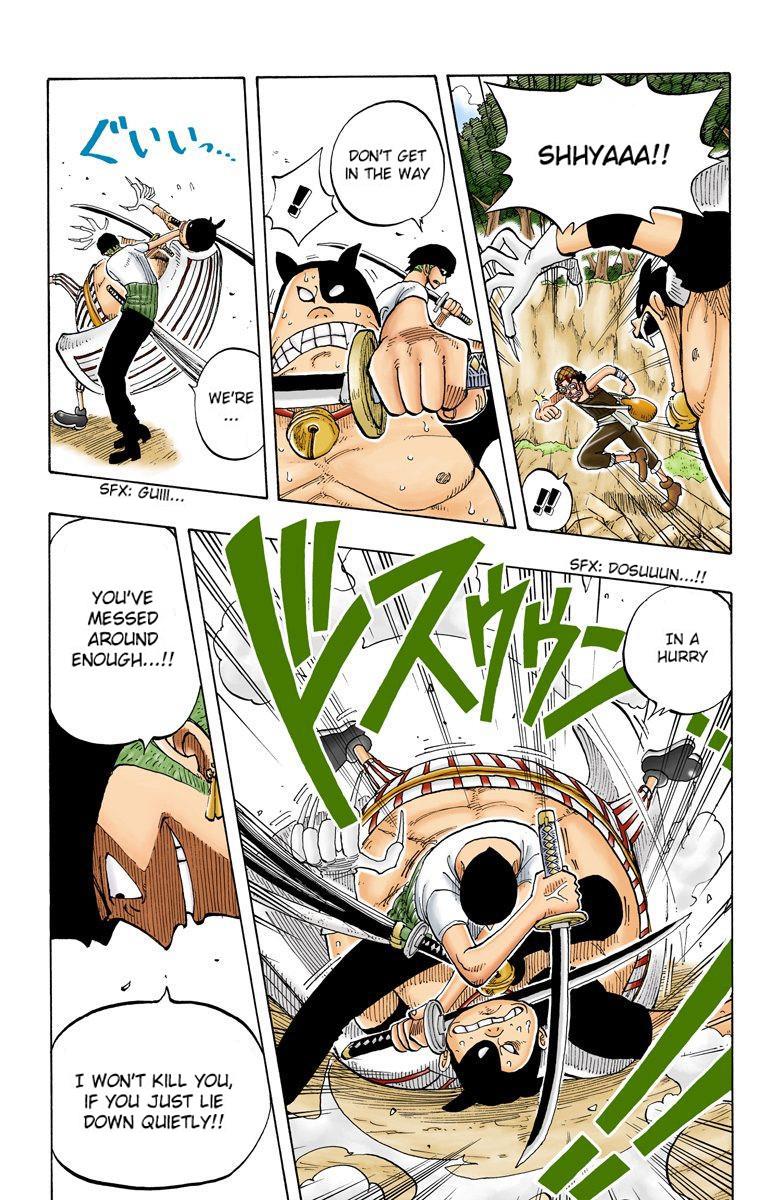 SHHYAAA!!
!!
DON'T GET
IN THE WAY
!
ぐいいっ...
WE'RE
...
SFX: GUIII...
SFX: DOSUUUN...!!
IN A
HURRY
ドスゥゥン...!!
YOU'VE
MESSED
AROUND
ENOUGH...!!
I WON'T KILL YOU,
IF YOU JUST LIE
DOWN QUIETLY!!